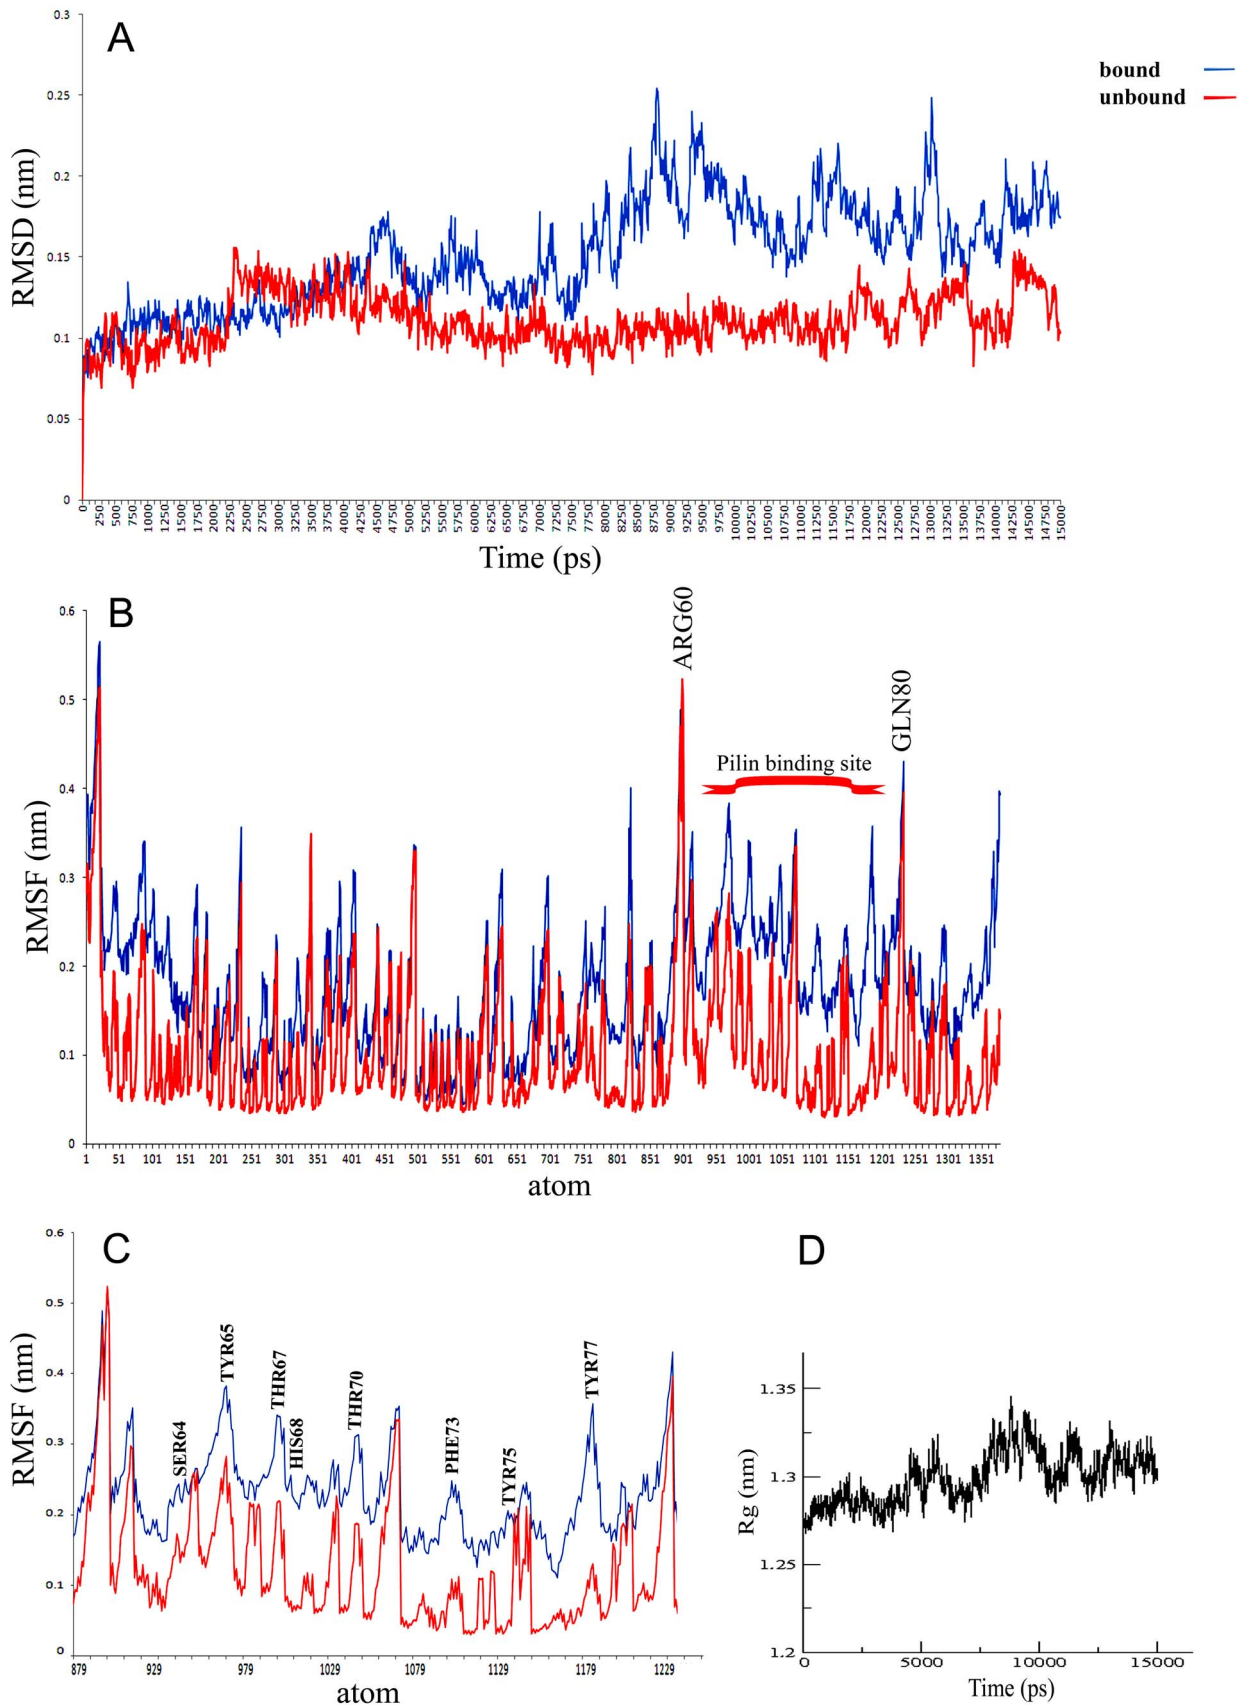 A
bound
unbound
RMSD (nm)
0.3
0.25
0.2
0.15
0.1
0.05
0
0 250 500 750 1000 1250 1500 1750 2000 2250 2500 2750 3000 3250 3500 3750 4000 4250 4500 4750 5000 5250 5500 5750 6000 6250 6500 6750 7000 7250 7500 7750 8000 8250 8500 8750 9000 9250 9500 9750 10000 10250 10500 10750 11000 11250 11500 11750 12000 12250 12500 12750 13000 13250 13500 13750 14000 14250 14500 14750 15000
Time (ps)
B
ARG60
GLN80
Pilin binding site
RMSF (nm)
0.6
0.5
0.4
0.3
0.2
0.1
0
1 51 101 151 201 251 301 351 401 451 501 551 601 651 701 751 801 851 901 951 1001 1051 1101 1151 1201 1251 1301 1351
atom
C
RMSF (nm)
0.6
0.5
0.4
0.3
0.2
0.1
0
SER64
TYR65
THR67
HIS68
THR70
PHE73
TYR75
TYR77
879 929 979 1029 1079 1129 1179 1229
atom
D
Rg (nm)
1.35
1.3
1.25
1.2
0 5000 10000 15000
Time (ps)